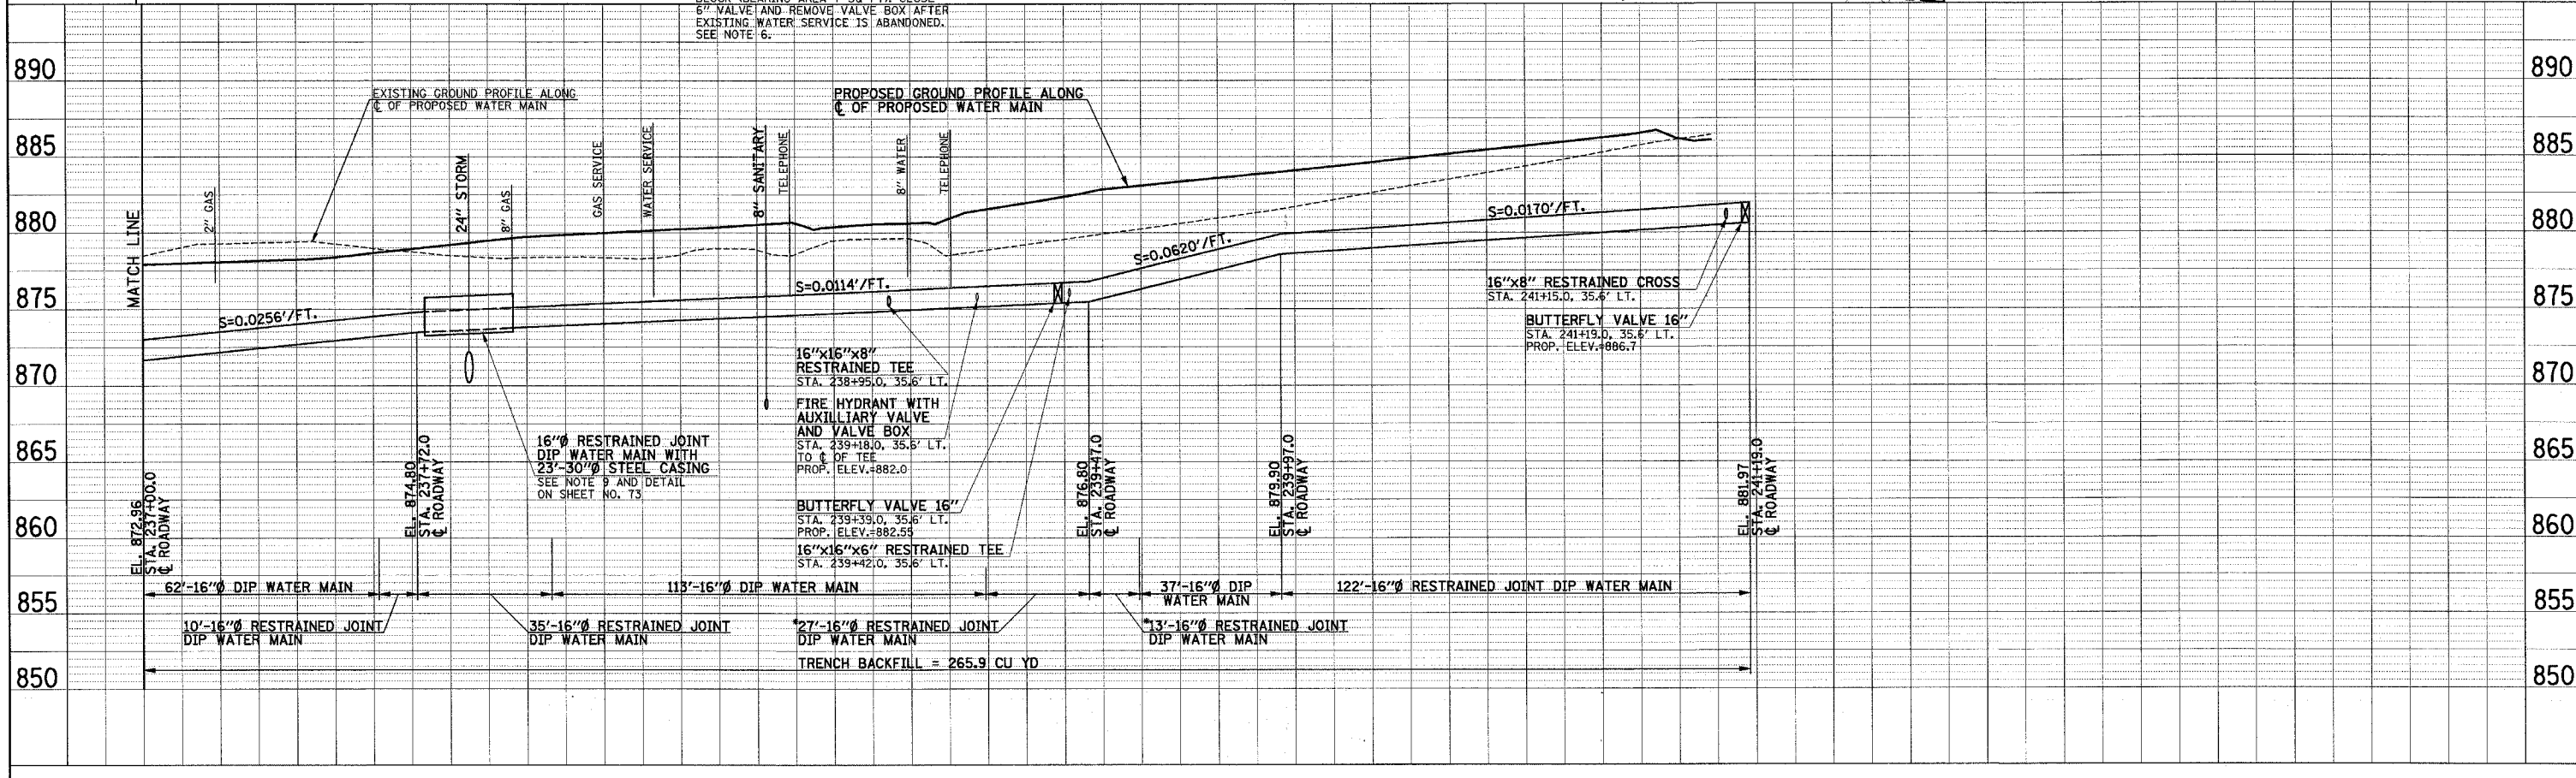 6" VALVE AND REMOVE VALVE BOX AFTER
EXISTING WATER SERVICE IS ABANDONED.
SEE NOTE 6.
890
890
EXISTING GROUND PROFILE ALONG
℄ OF PROPOSED WATER MAIN
PROPOSED GROUND PROFILE ALONG
℄ OF PROPOSED WATER MAIN
885
885
MATCH LINE
2" GAS
24" STORM
8" GAS
GAS SERVICE
WATER SERVICE
8" SANITARY
TELEPHONE
8" WATER
TELEPHONE
880
880
S=0.0256'/FT.
S=0.0114'/FT.
S=0.0620'/FT.
S=0.0170'/FT.
875
875
16"x8" RESTRAINED CROSS
STA. 241+15.0, 35.6' LT.
BUTTERFLY VALVE 16"
STA. 241+19.0, 35.6' LT.
PROP. ELEV.=886.7
870
870
16"x16"x8"
RESTRAINED TEE
STA. 238+95.0, 35.6' LT.
FIRE HYDRANT WITH
AUXILLIARY VALVE
AND VALVE BOX
STA. 239+18.0, 35.6' LT.
TO ℄ OF TEE
PROP. ELEV.=882.0
16"Ø RESTRAINED JOINT
DIP WATER MAIN WITH
23'-30"Ø STEEL CASING
SEE NOTE 9 AND DETAIL
ON SHEET NO. 73
865
865
BUTTERFLY VALVE 16"
STA. 239+39.0, 35.6' LT.
PROP. ELEV.=882.55
16"x16"x6" RESTRAINED TEE
STA. 239+42.0, 35.6' LT.
860
860
EL. 872.96
STA. 237+00.0
℄ ROADWAY
EL. 874.80
STA. 237+72.0
℄ ROADWAY
EL. 876.80
STA. 239+47.0
℄ ROADWAY
EL. 879.90
STA. 239+97.0
℄ ROADWAY
EL. 881.97
STA. 241+19.0
℄ ROADWAY
62'-16"Ø DIP WATER MAIN
113'-16"Ø DIP WATER MAIN
37'-16"Ø DIP
WATER MAIN
122'-16"Ø RESTRAINED JOINT DIP WATER MAIN
855
855
10'-16"Ø RESTRAINED JOINT
DIP WATER MAIN
35'-16"Ø RESTRAINED JOINT
DIP WATER MAIN
*27'-16"Ø RESTRAINED JOINT
DIP WATER MAIN
*13'-16"Ø RESTRAINED JOINT
DIP WATER MAIN
TRENCH BACKFILL = 265.9 CU YD
850
850